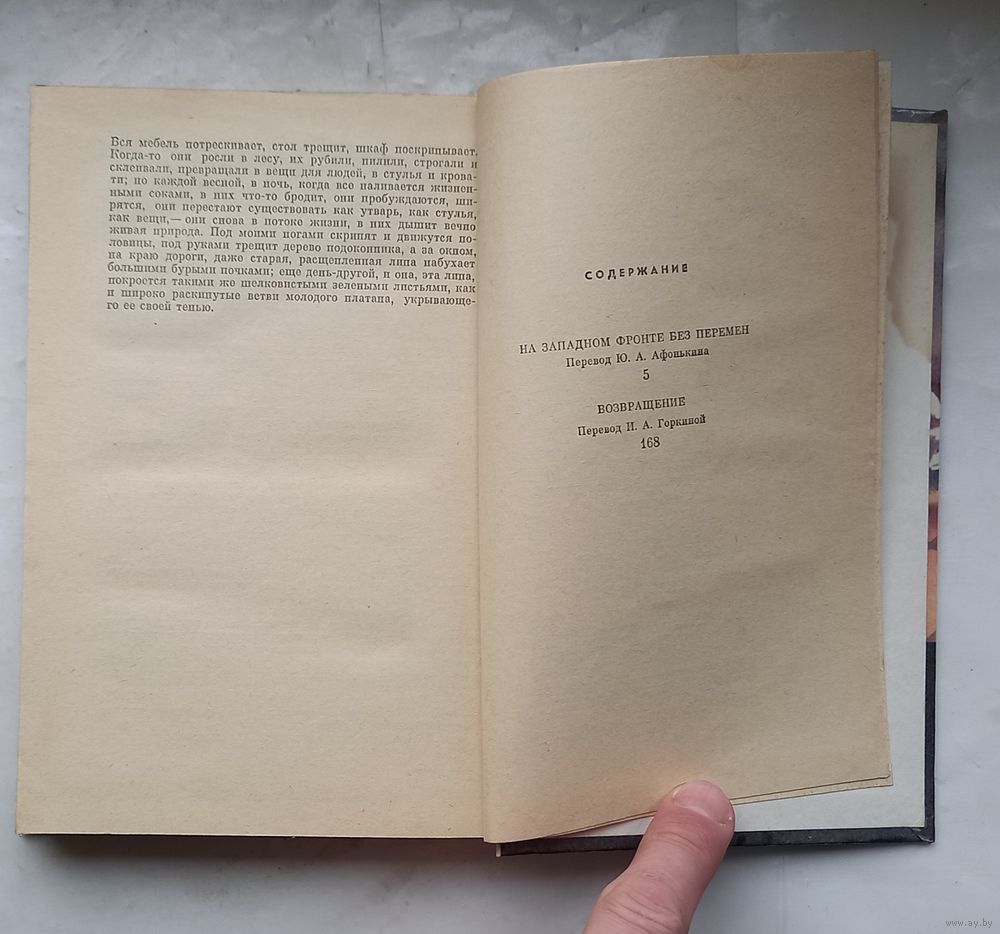 Вся мебель потрескивает, стол трещит, шкаф поскрипывает.
Когда-то они росли в лесу, их рубили, пилили, строгали и
склеивали, превращали в вещи для людей, в стулья и крова-
ти; но каждой весной, в ночь, когда все наливается жизнен-
ными соками, в них что-то бродит, они пробуждаются, ши-
рятся, они перестают существовать как утварь, как стулья,
как вещи,— они снова в потоке жизни, в них дышит вечно
живая природа. Под моими ногами скрипят и движутся по-
ловицы, под руками трещит дерево подоконника, а за окном,
на краю дороги, даже старая, расщепленная липа набухает
большими бурыми почками; еще день-другой, и она, эта липа,
покроется такими же шелковистыми зелеными листьями, как
и широко раскинутые ветви молодого платана, укрывающе-
го ее своей тенью.
СОДЕРЖАНИЕ
НА ЗАПАДНОМ ФРОНТЕ БЕЗ ПЕРЕМЕН
Перевод Ю. А. Афонькина
5
ВОЗВРАЩЕНИЕ
Перевод И. А. Горкиной
168
www.ay.by